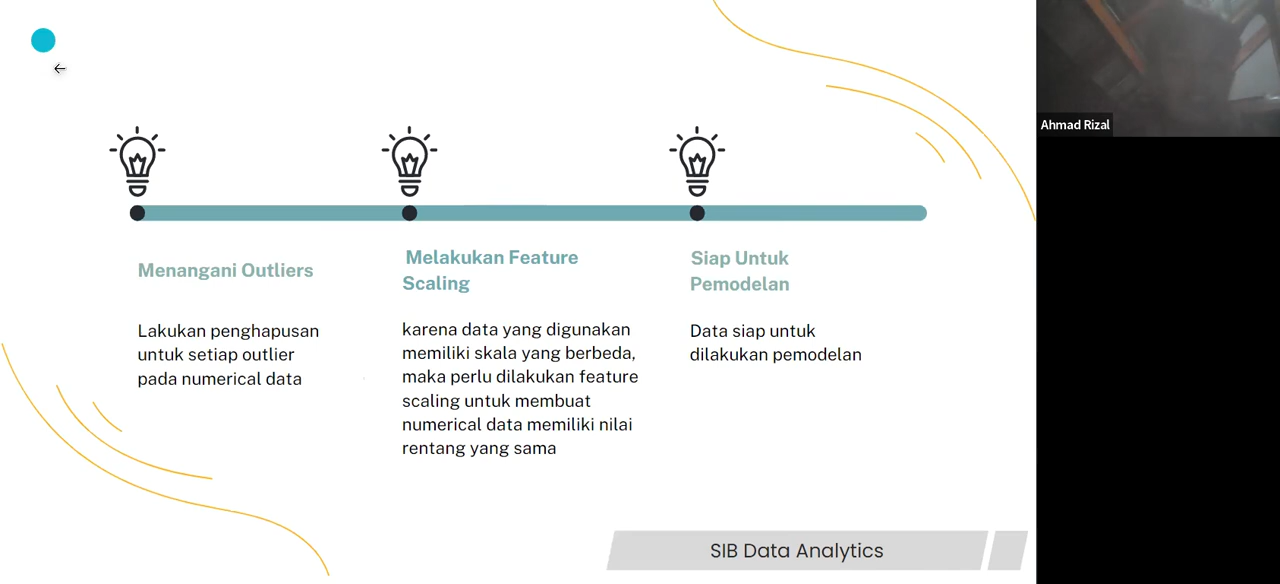 Menangani Outliers
Lakukan penghapusan
untuk setiap outlier
pada numerical data
Melakukan Feature
Scaling
karena data yang digunakan
memiliki skala yang berbeda,
maka perlu dilakukan feature
scaling untuk membuat
numerical data memiliki nilai
rentang yang sama
Siap Untuk
Pemodelan
Data siap untuk
dilakukan pemodelan
SIB Data Analytics
Ahmad Rizal